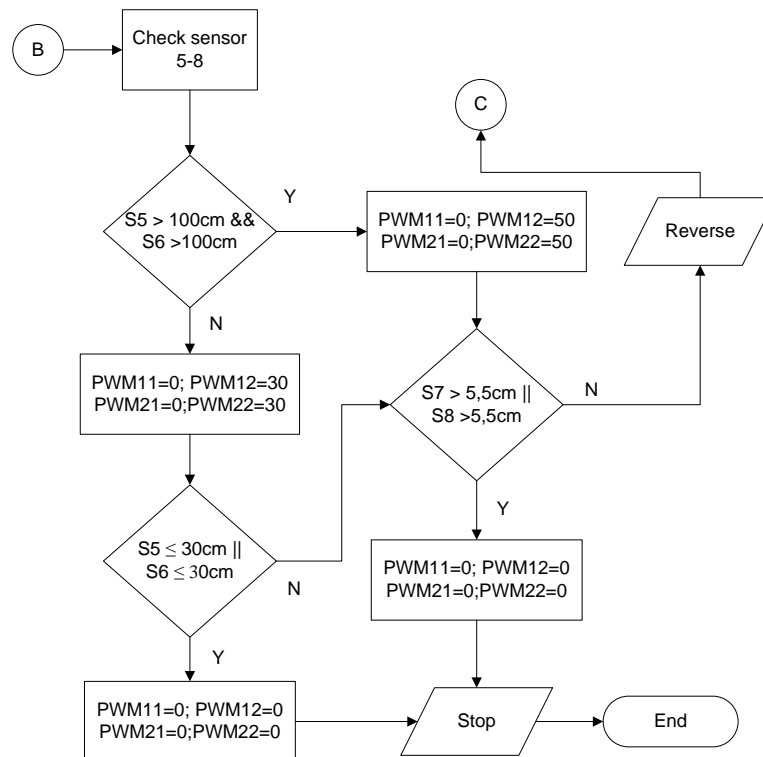 B
Check sensor
5-8
C
S5 > 100cm &&
S6 >100cm
Y
PWM11=0; PWM12=50
PWM21=0;PWM22=50
Reverse
N
PWM11=0; PWM12=30
PWM21=0;PWM22=30
S7 > 5,5cm ||
S8 >5,5cm
N
Y
S5 ≤ 30cm ||
S6 ≤ 30cm
N
PWM11=0; PWM12=0
PWM21=0;PWM22=0
Y
PWM11=0; PWM12=0
PWM21=0;PWM22=0
Stop
End